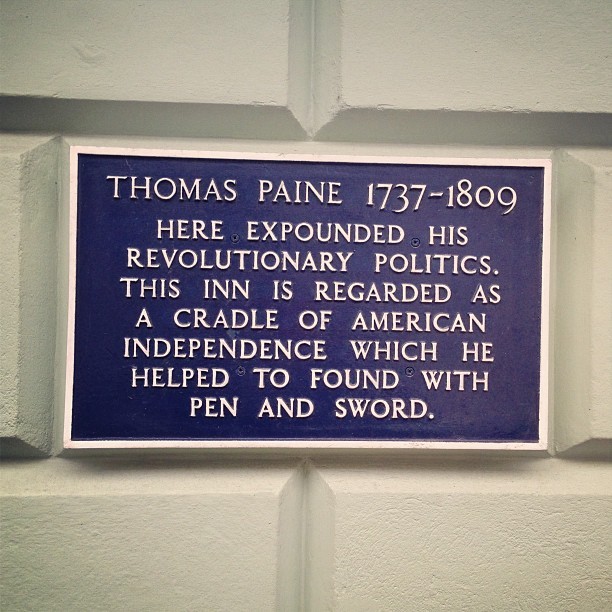 THOMAS PAINE 1737-1809
HERE EXPOUNDED HIS
REVOLUTIONARY POLITICS.
THIS INN IS REGARDED AS
A CRADLE OF AMERICAN
INDEPENDENCE WHICH HE
HELPED TO FOUND WITH
PEN AND SWORD.